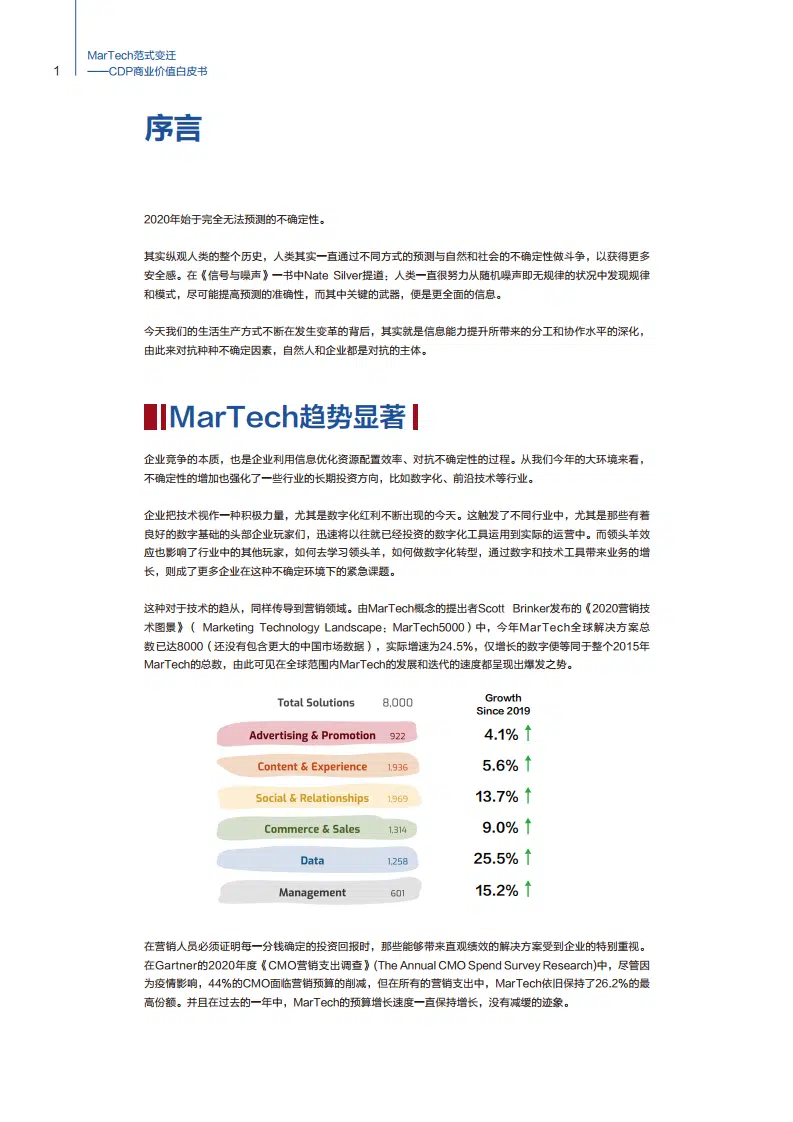 MarTech范式变迁
1 ——CDP商业价值白皮书
序言
2020年始于完全无法预测的不确定性。
其实纵观人类的整个历史，人类其实一直通过不同方式的预测与自然和社会的不确定性做斗争，以获得更多
安全感。在《信号与噪声》一书中Nate Silver提道：人类一直很努力从随机噪声即无规律的状况中发现规律
和模式，尽可能提高预测的准确性，而其中关键的武器，便是更全面的信息。
今天我们的生活生产方式不断在发生变革的背后，其实就是信息能力提升所带来的分工和协作水平的深化，
由此来对抗种种不确定因素，自然人和企业都是对抗的主体。
MarTech趋势显著
企业竞争的本质，也是企业利用信息优化资源配置效率、对抗不确定性的过程。从我们今年的大环境来看，
不确定性的增加也强化了一些行业的长期投资方向，比如数字化、前沿技术等行业。
企业把技术视作一种积极力量，尤其是数字化红利不断出现的今天。这触发了不同行业中，尤其是那些有着
良好的数字基础的头部企业玩家们，迅速将以往就已经投资的数字化工具运用到实际的运营中。而领头羊效
应也影响了行业中的其他玩家，如何去学习领头羊，如何做数字化转型，通过数字和技术工具带来业务的增
长，则成了更多企业在这种不确定环境下的紧急课题。
这种对于技术的趋从，同样传导到营销领域。由MarTech概念的提出者Scott Brinker发布的《2020营销技
术图景》（ Marketing Technology Landscape：MarTech5000）中，今年MarTech全球解决方案总
数已达8000（还没有包含更大的中国市场数据），实际增速为24.5%，仅增长的数字便等同于整个2015年
MarTech的总数，由此可见在全球范围内MarTech的发展和迭代的速度都呈现出爆发之势。
Total Solutions 8,000 Growth
Since 2019
Advertising & Promotion 922 4.1% ↑
Content & Experience 1,936 5.6% ↑
Social & Relationships 1,969 13.7% ↑
Commerce & Sales 1,314 9.0% ↑
Data 1,258 25.5% ↑
Management 601 15.2% ↑
在营销人员必须证明每一分钱确定的投资回报时，那些能够带来直观绩效的解决方案受到企业的特别重视。
在Gartner的2020年度《CMO营销支出调查》(The Annual CMO Spend Survey Research)中，尽管因
为疫情影响，44%的CMO面临营销预算的削减，但在所有的营销支出中，MarTech依旧保持了26.2%的最
高份额。并且在过去的一年中，MarTech的预算增长速度一直保持增长，没有减缓的迹象。